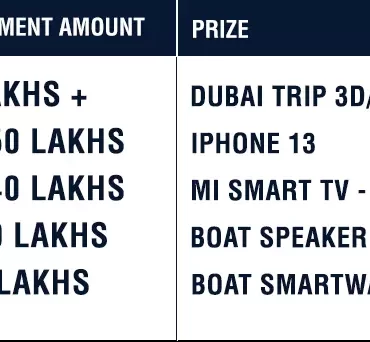 MENT AMOUNT PRIZE
AKHS + DUBAI TRIP 3D/
50 LAKHS IPHONE 13
40 LAKHS MI SMART TV -
LAKHS BOAT SPEAKER
LAKHS BOAT SMARTWA